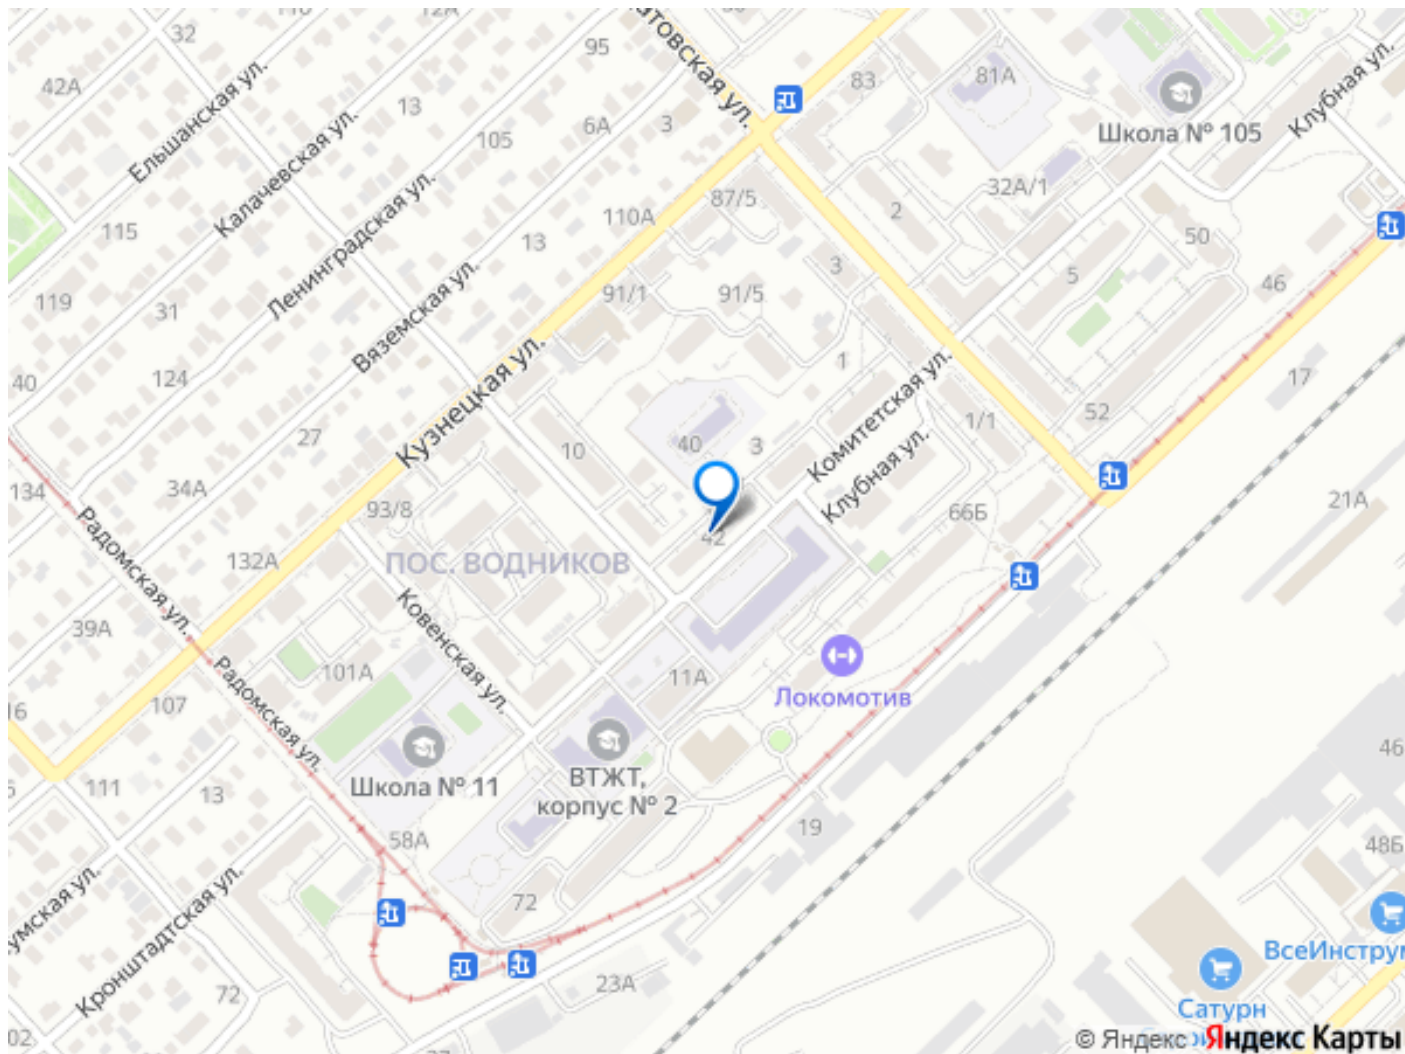 32
12А
95
42А
Ельшанская ул.
13
Калачевская ул.
105
6А
3
83
81А
Школа № 105
Клубная ул.
115
Ленинградская ул.
13
110А
87/5
2
32А/1
50
119
31
Вяземская ул.
91/1
91/5
3
5
46
40
124
Кузнецкая ул.
1
17
27
10
40
3
Комитетская ул.
Клубная ул.
1/1
52
134
34А
93/8
42
66Б
21А
Радомская ул.
132А
ПОС. ВОДНИКОВ
39А
Ковенская ул.
Радомская ул.
101А
11А
Локомотив
107
111
13
Школа № 11
ВТЖТ,
корпус № 2
58А
19
46
48Б
72
Кронштадтская ул.
72
23А
ВсеИнструм
Сатурн
© Яндекс Яндекс Карты